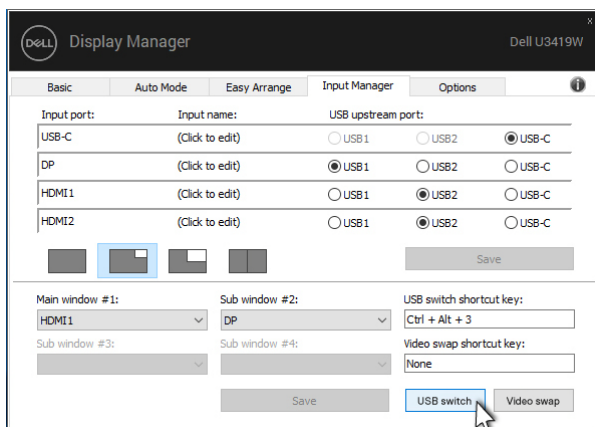 DELL Display Manager Dell U3419W
x
Basic Auto Mode Easy Arrange Input Manager Options i
Input port: Input name: USB upstream port:
USB-C (Click to edit) USB1 USB2 USB-C
DP (Click to edit) USB1 USB2 USB-C
HDMI1 (Click to edit) USB1 USB2 USB-C
HDMI2 (Click to edit) USB1 USB2 USB-C
Save
Main window #1: Sub window #2: USB switch shortcut key:
HDMI1 DP Ctrl + Alt + 3
Sub window #3: Sub window #4: Video swap shortcut key:
None
Save USB switch Video swap